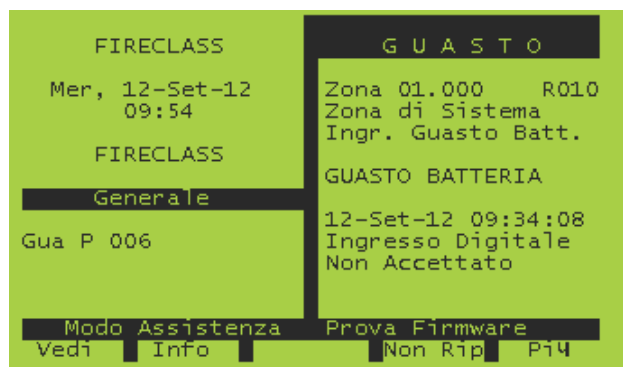 FIRECLASS
Mer, 12-Set-12
09:54
FIRECLASS
Generale
Gua P 006
G U A S T O
Zona 01.000 R010
Zona di Sistema
Ingr. Guasto Batt.
GUASTO BATTERIA
12-Set-12 09:34:08
Ingresso Digitale
Non Accettato
Modo Assistenza Prova Firmware
Vedi Info Non Rip Pi4